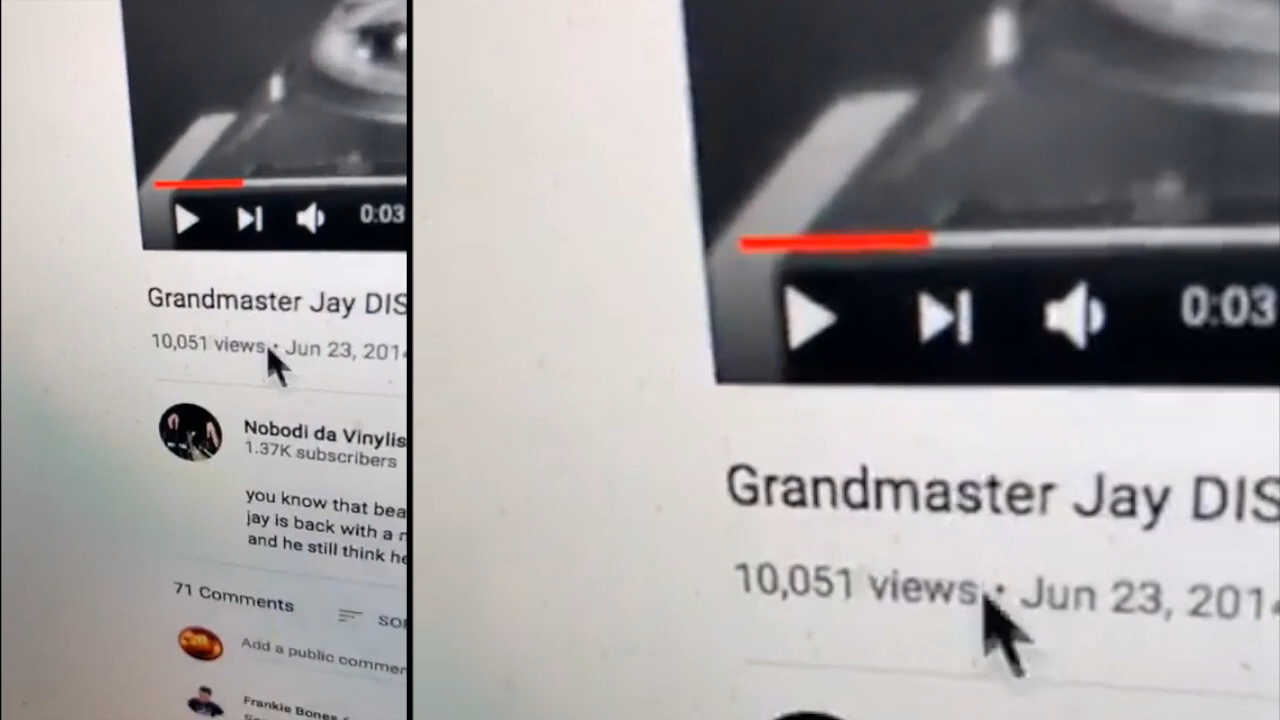 0:03
Grandmaster Jay DIS
10,051 views · Jun 23, 201
Nobodi da Vinylis
1.37K subscribers
you know that bea
jay is back with a
and he still think he
71 Comments
SO
Add a public commen
Frankie Bones
0:03
Grandmaster Jay DIS
10,051 views · Jun 23, 201